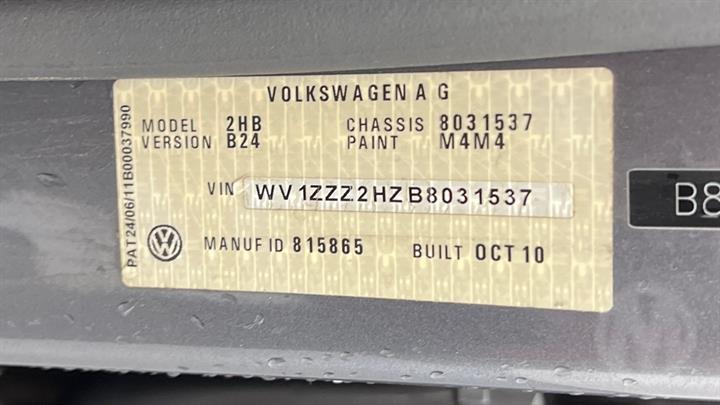 VOLKSWAGEN A G
MODEL 2HB CHASSIS 8031537
VERSION B24 PAINT M4M4
VIN WV1ZZZ2HZB8031537
MANUF ID 815865 BUILT OCT 10
PAT24/06/11B00037990
B8